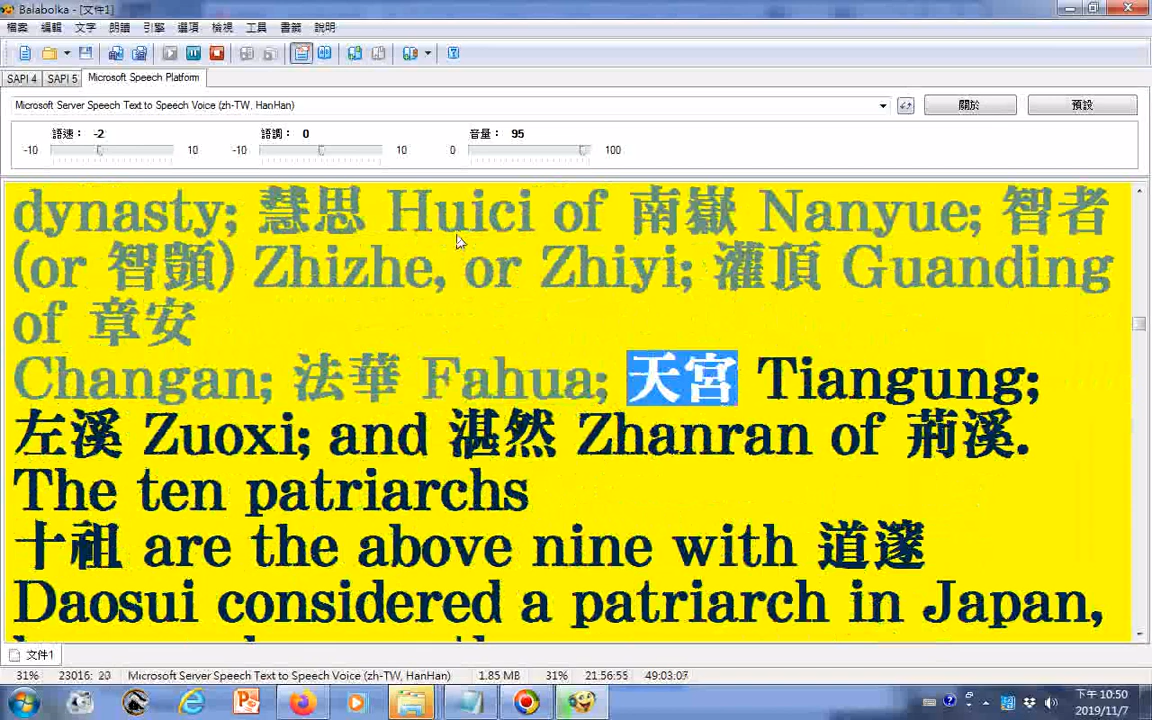 Balabolka - [文件1]
檔案 編輯 文字 朗讀 引擎 選項 檢視 工具 書籤 說明
SAPI 4 SAPI 5 Microsoft Speech Platform
Microsoft Server Speech Text to Speech Voice (zh-TW, HanHan) 關於 預設
語速： -2 語調： 0 音量： 95
-10 10 -10 10 0 100
dynasty; 慧思 Huici of 南嶽 Nanyue; 智者
(or 智顗) Zhizhe, or Zhiyi; 灌頂 Guanding
of 章安
Changan; 法華 Fahua; 天宮 Tiangung;
左溪 Zuoxi; and 湛然 Zhanran of 荊溪.
The ten patriarchs
十祖 are the above nine with 道邃
Daosui considered a patriarch in Japan,
文件1
31% 23016: 20 Microsoft Server Speech Text to Speech Voice (zh-TW, HanHan) 1.85 MB 31% 21:56:55 49:03:07
下午 10:50
2019/11/7